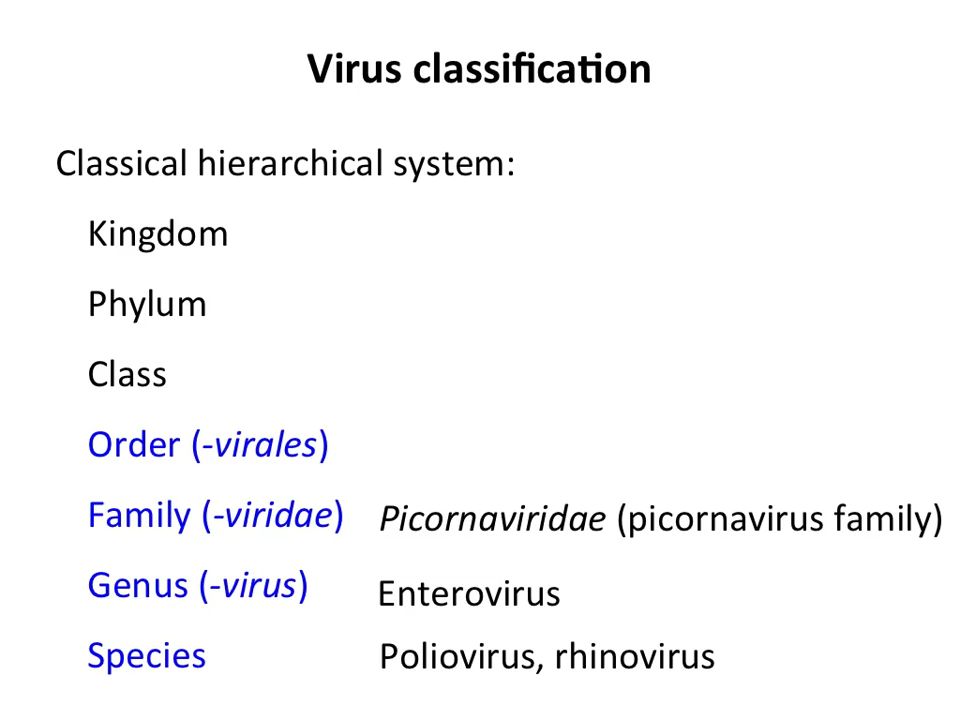 Virus classification
Classical hierarchical system:
Kingdom
Phylum
Class
Order (-virales)
Family (-viridae) Picornaviridae (picornavirus family)
Genus (-virus) Enterovirus
Species Poliovirus, rhinovirus